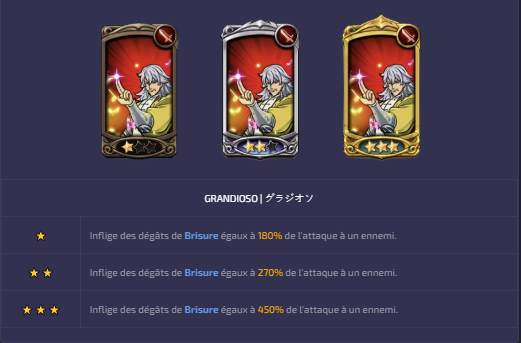 GRANDIOSO | グラジオソ
Inflige des dégâts de Brisure égaux à 180% de l'attaque à un ennemi.
Inflige des dégâts de Brisure égaux à 270% de l'attaque à un ennemi.
Inflige des dégâts de Brisure égaux à 450% de l'attaque à un ennemi.